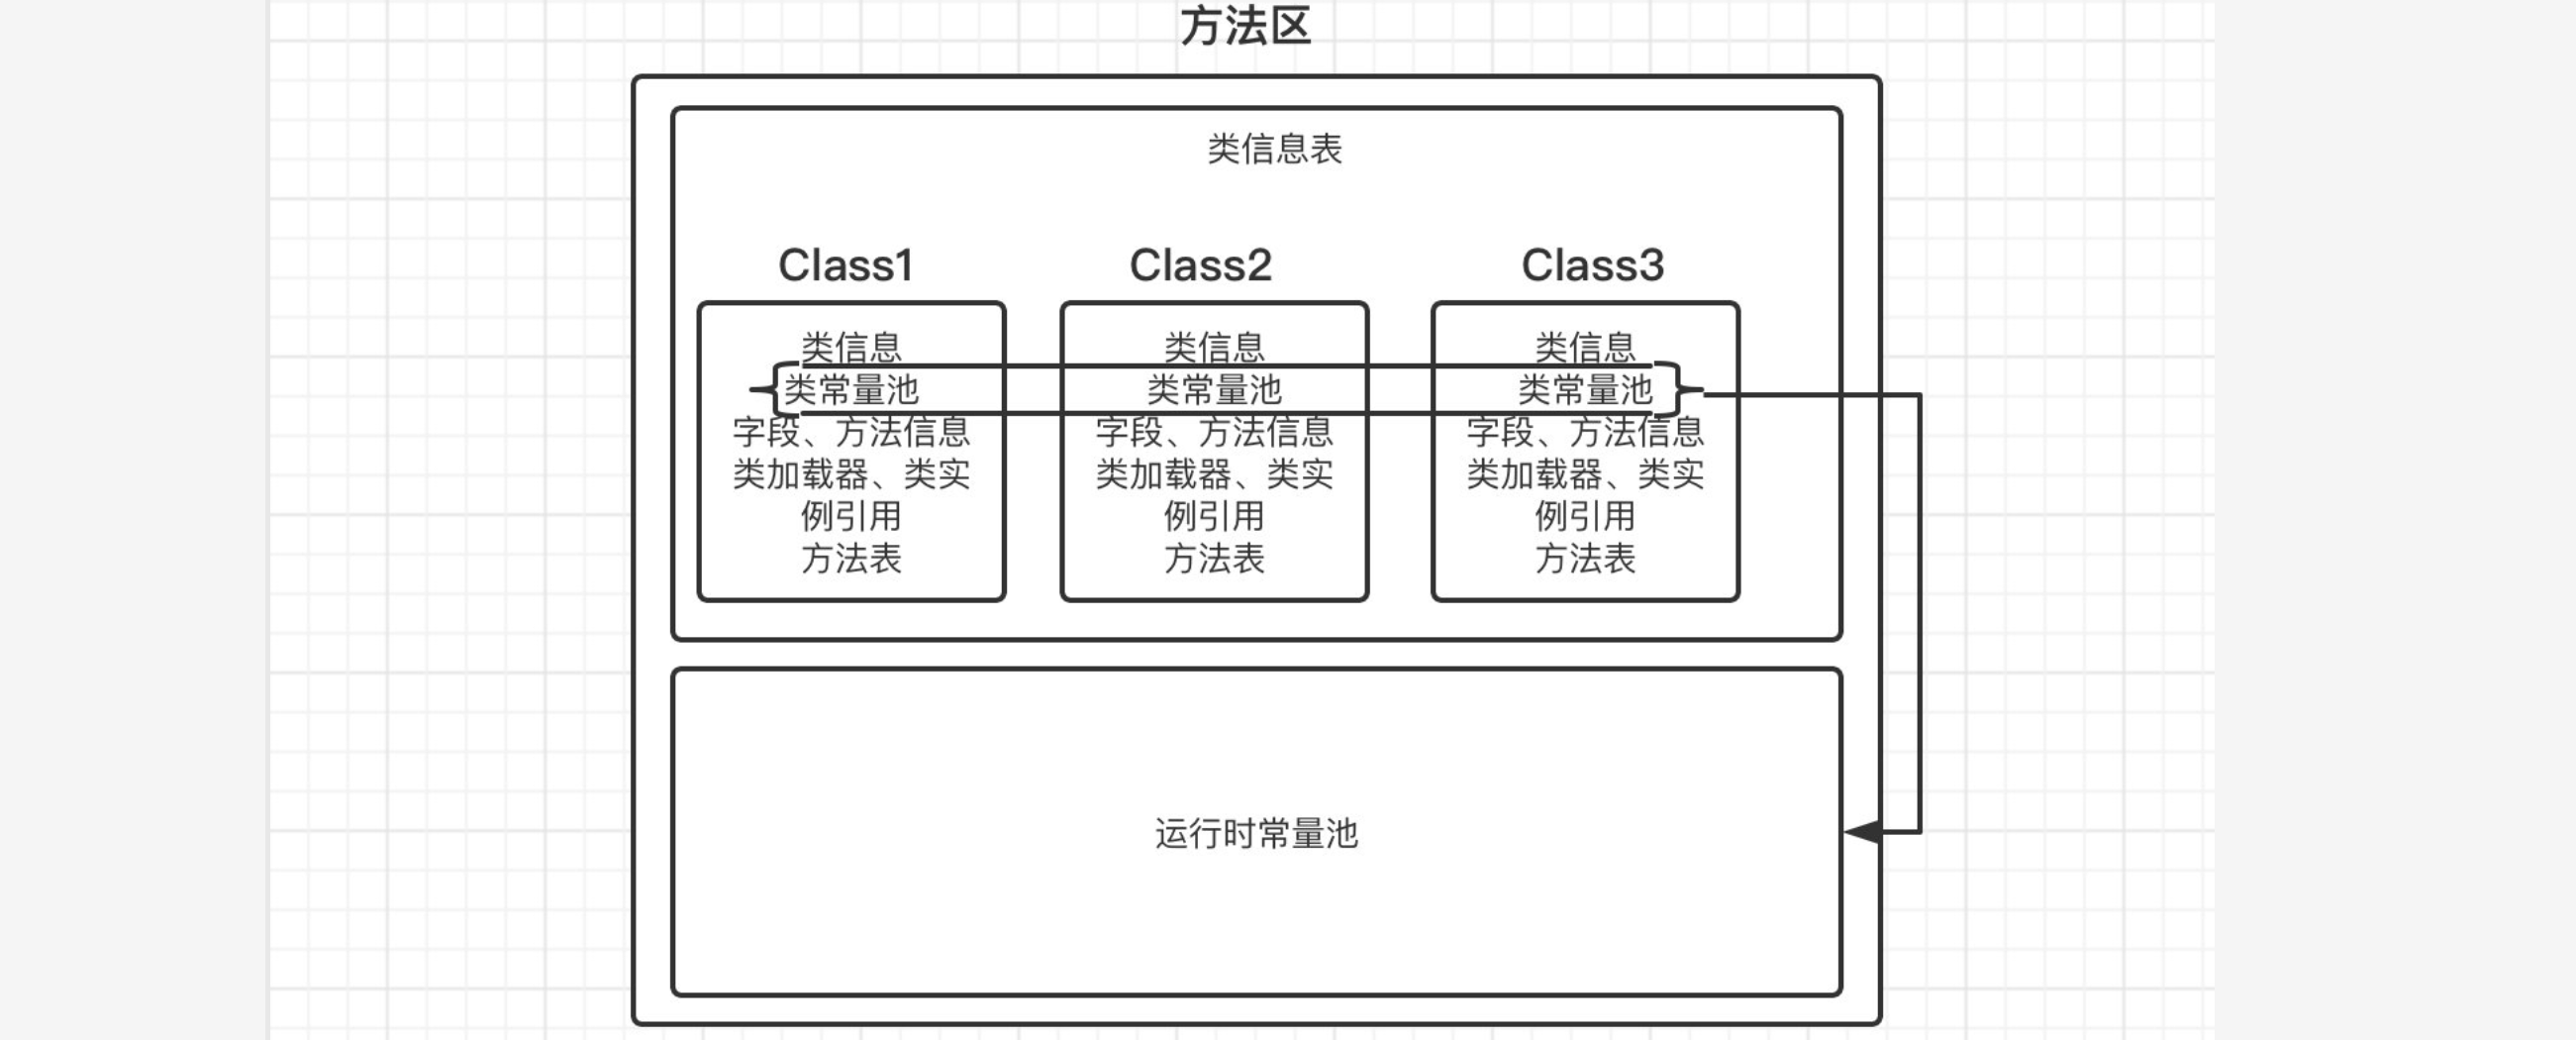 方法区
类信息表
Class1
Class2
Class3
类信息
类常量池
字段、方法信息
类加载器、类实
例引用
方法表
类信息
类常量池
字段、方法信息
类加载器、类实
例引用
方法表
类信息
类常量池
字段、方法信息
类加载器、类实
例引用
方法表
运行时常量池